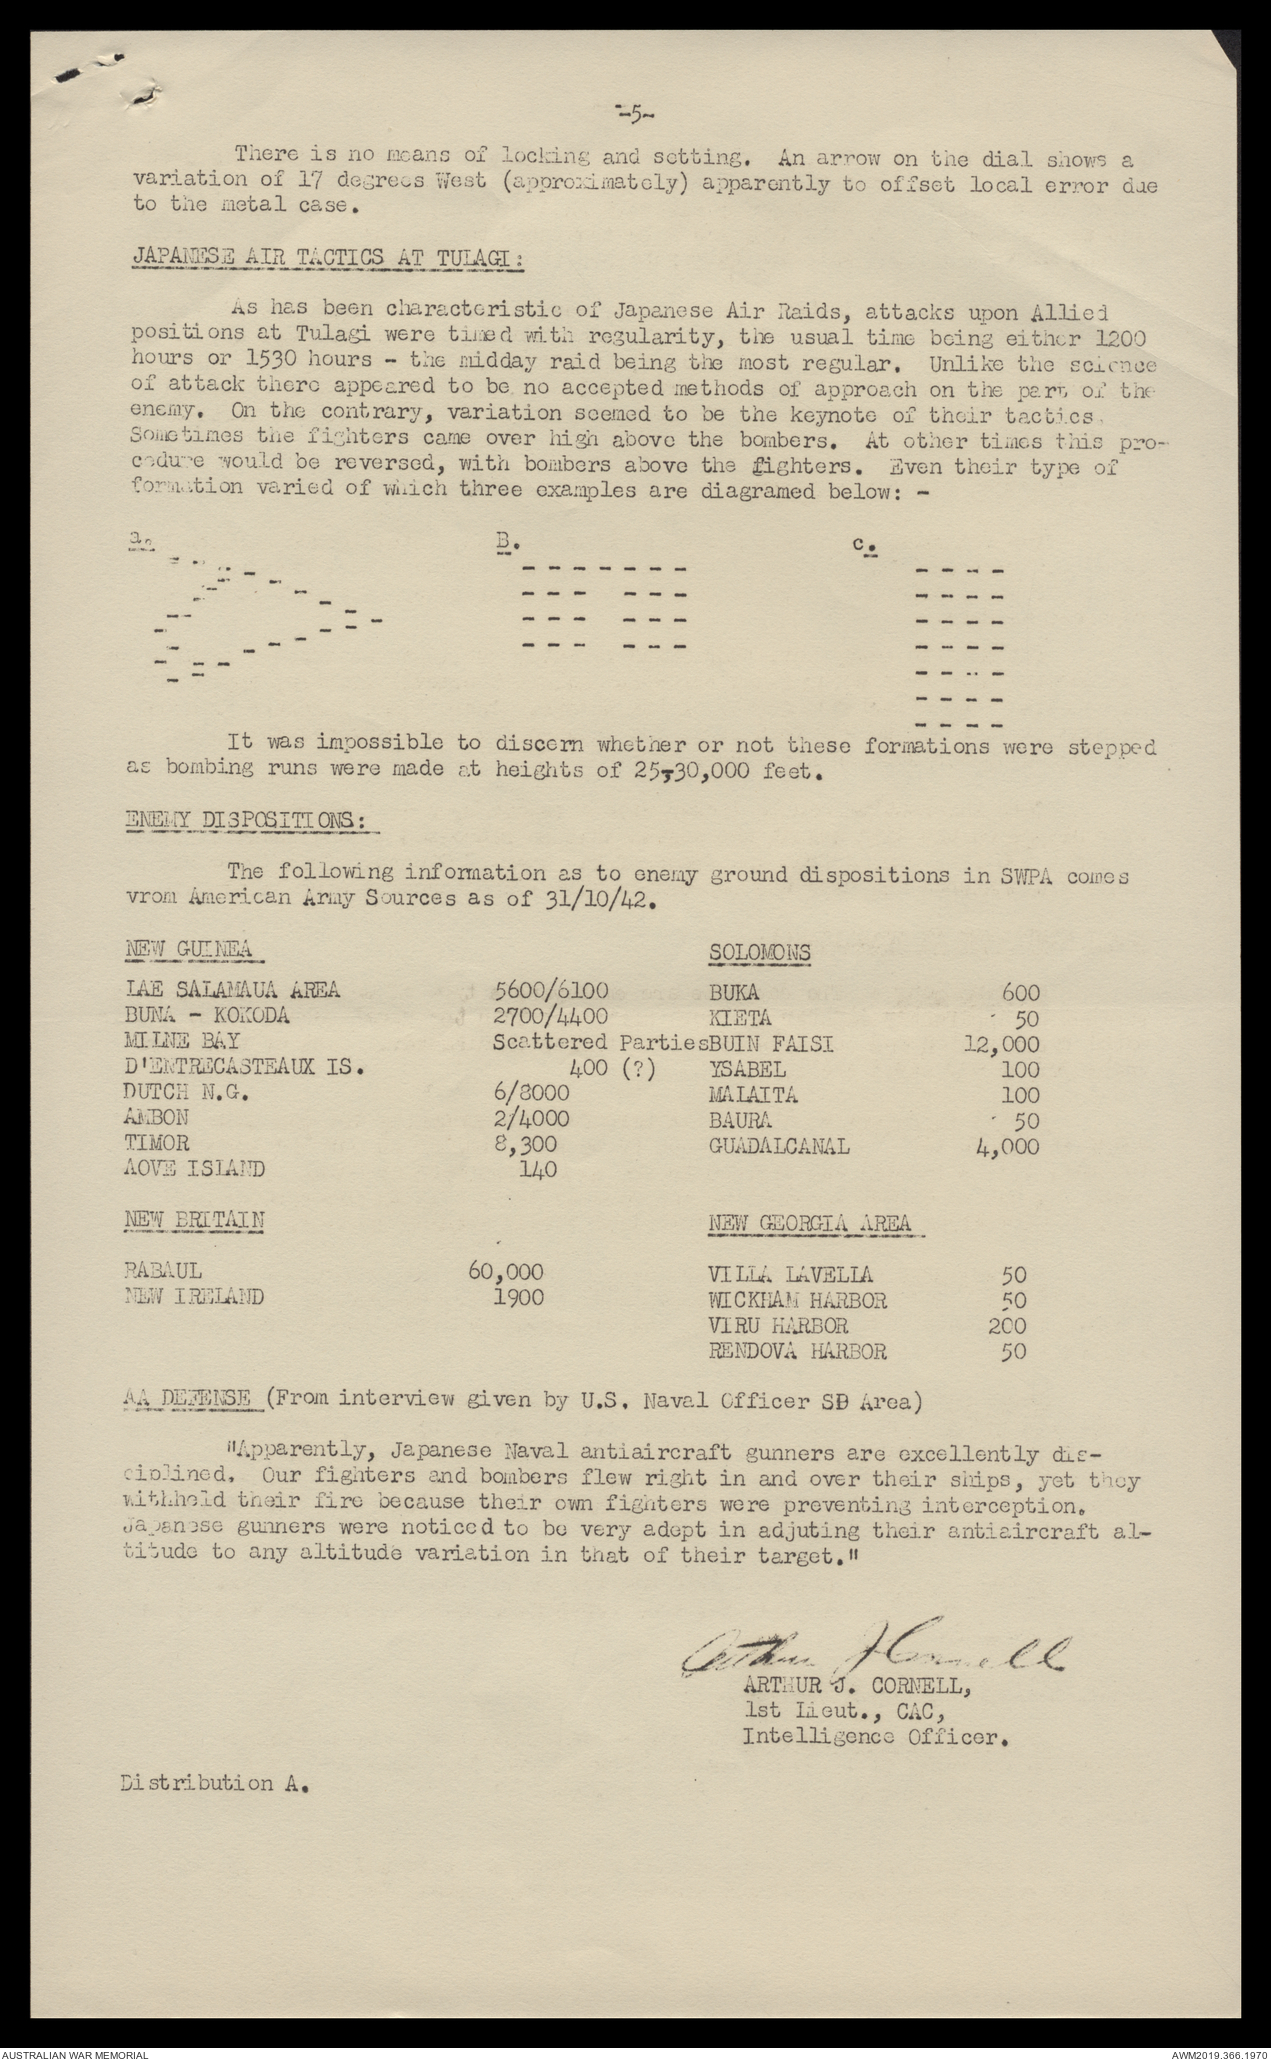 -5-
There is no means of locking and setting. An arrow on the dial shows a
variation of 17 degrees West (approximately) apparently to offset local error due
to the metal case.
JAPANESE AIR TACTICS AT TULAGI:
As has been characteristic of Japanese Air Raids, attacks upon Allied
positions at Tulagi were timed with regularity, the usual time being either 1200
hours or 1530 hours - the midday raid being the most regular. Unlike the science
of attack there appeared to be no accepted methods of approach on the part of the
enemy. On the contrary, variation seemed to be the keynote of their tactics.
Sometimes the fighters came over high above the bombers. At other times this pro-
cedure would be reversed, with bombers above the fighters. Even their type of
formation varied of which three examples are diagramed below: -
a. B. c.
It was impossible to discern whether or not these formations were stepped
as bombing runs were made at heights of 25-30,000 feet.
ENEMY DISPOSITIONS:
The following information as to enemy ground dispositions in SWPA comes
vrom American Army Sources as of 31/10/42.
NEW GUINEA SOLOMONS
LAE SALAMAUA AREA 5600/6100 BUKA 600
BUNA - KOKODA 2700/4400 KIETA 50
MILNE BAY Scattered Parties BUIN FAISI 12,000
D'ENTRECASTEAUX IS. 400 (?) YSABEL 100
DUTCH N.G. 6/8000 MALAITA 100
AMBON 2/4000 BAURA 50
TIMOR 8,300 GUADALCANAL 4,000
AOVE ISLAND 140
NEW BRITAIN NEW GEORGIA AREA
RABAUL 60,000 VILLA LAVELLA 50
NEW IRELAND 1900 WICKHAM HARBOR 50
VIRU HARBOR 200
RENDOVA HARBOR 50
AA DEFENSE (From interview given by U.S. Naval Officer Area)
"Apparently, Japanese Naval antiaircraft gunners are excellently dis-
ciplined. Our fighters and bombers flew right in and over their ships, yet they
withheld their fire because their own fighters were preventing interception.
Japanese gunners were noticed to be very adept in adjuting their antiaircraft al-
titude to any altitude variation in that of their target."
Arthur J Cornell
ARTHUR J. CORNELL,
1st Lieut., CAC,
Intelligence Officer.
Distribution A.
AUSTRALIAN WAR MEMORIAL AWM2019.366.1970